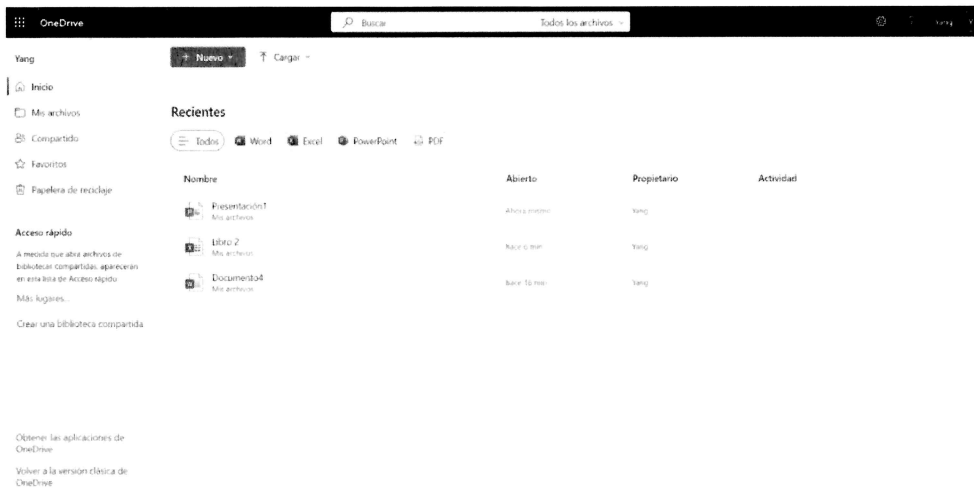 OneDrive
Buscar
Todos los archivos
Yang
Yang
+ Nuevo
Cargar
Inicio
Mis archivos
Compartido
Favoritos
Papelera de reciclaje
Recientes
Todos
Word
Excel
PowerPoint
PDF
Nombre
Abierto
Propietario
Actividad
Presentación1
Mis archivos
Ahora mismo
Yang
Libro 2
Mis archivos
Yang
Documento4
Mis archivos
Yang
Acceso rápido
A medida que abra archivos de
bibliotecas compartidas, aparecerán
en esta lista de Acceso rápido
Más lugares...
Crear una biblioteca compartida
Obtener las aplicaciones de
OneDrive
Volver a la versión clásica de
OneDrive